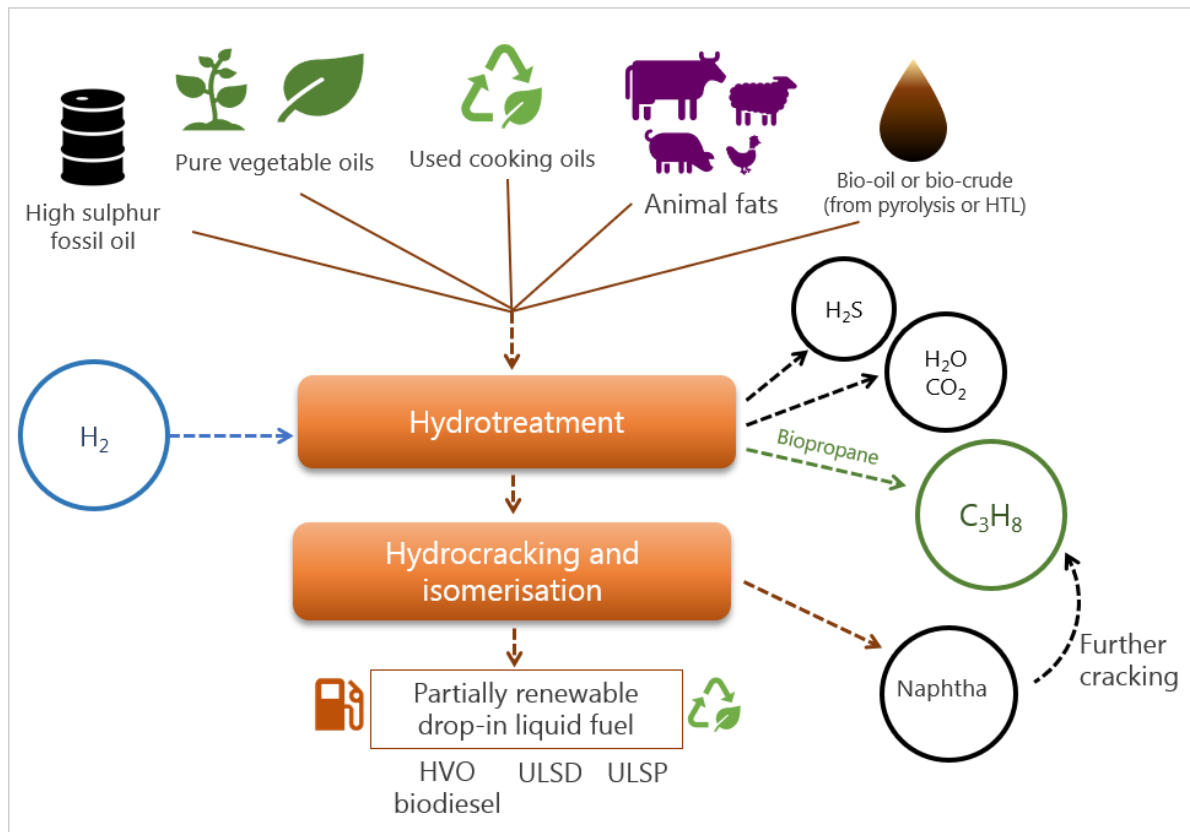 High sulphur
fossil oil
Pure vegetable oils
Used cooking oils
Animal fats
Bio-oil or bio-crude
(from pyrolysis or HTL)
H₂S
H₂O
CO₂
H₂
Hydrotreatment
Biopropane
C₃H₈
Hydrocracking and
isomerisation
Further
cracking
Naphtha
Partially renewable
drop-in liquid fuel
HVO
biodiesel
ULSD
ULSP